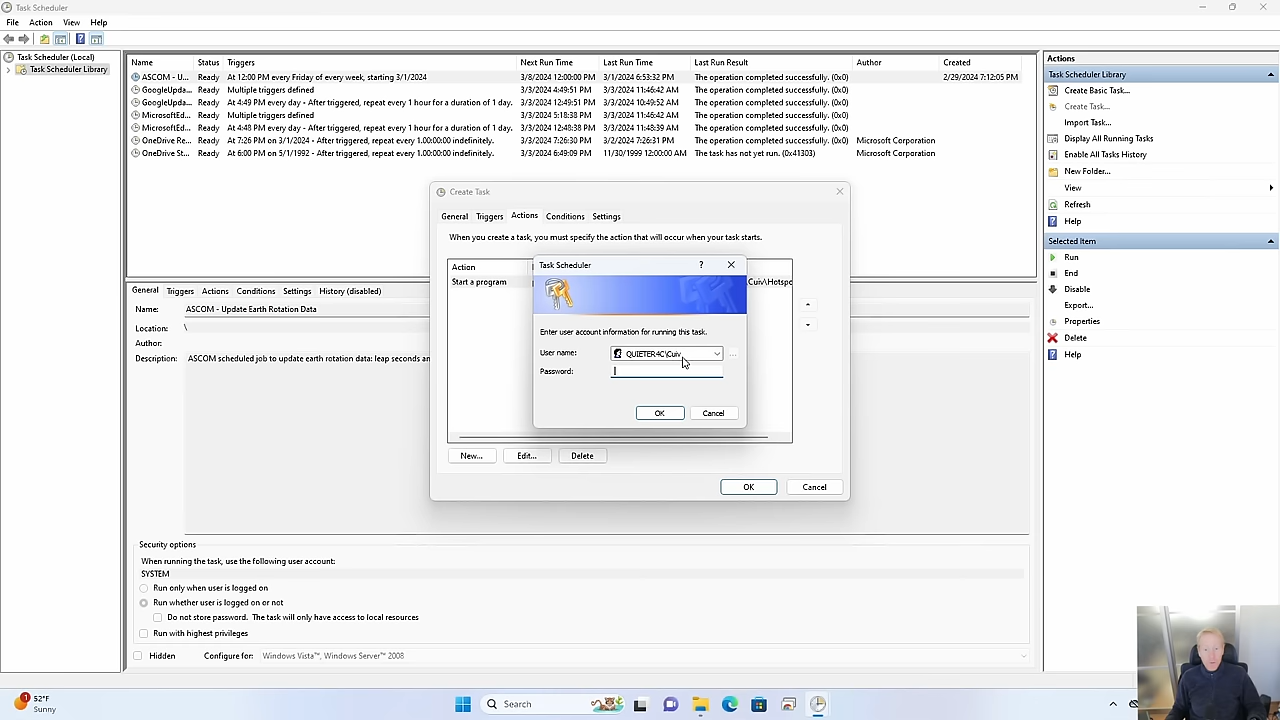 Task Scheduler
File Action View Help
Task Scheduler (Local)
Task Scheduler Library
Name Status Triggers Next Run Time Last Run Time Last Run Result Author Created
ASCOM - U... Ready At 12:00 PM every Friday of every week, starting 3/1/2024 3/8/2024 12:00:00 PM 3/1/2024 6:53:32 PM The operation completed successfully. (0x0) 2/29/2024 7:12:05 PM
GoogleUpda... Ready Multiple triggers defined 3/3/2024 4:49:51 PM 3/3/2024 11:46:42 AM The operation completed successfully. (0x0)
GoogleUpda... Ready At 4:49 PM every day - After triggered, repeat every 1 hour for a duration of 1 day. 3/3/2024 12:49:51 PM 3/3/2024 10:49:52 AM The operation completed successfully. (0x0)
MicrosoftEd... Ready Multiple triggers defined 3/3/2024 5:18:38 PM 3/3/2024 11:46:42 AM The operation completed successfully. (0x0)
MicrosoftEd... Ready At 4:48 PM every day - After triggered, repeat every 1 hour for a duration of 1 day. 3/3/2024 12:48:38 PM 3/3/2024 11:48:39 AM The operation completed successfully. (0x0)
OneDrive Re... Ready At 7:26 PM on 3/1/2024 - After triggered, repeat every 1.00:00:00 indefinitely. 3/3/2024 7:26:30 PM 3/2/2024 7:26:31 PM The operation completed successfully. (0x0) Microsoft Corporation
OneDrive St... Ready At 6:00 PM on 5/1/1992 - After triggered, repeat every 1.00:00:00 indefinitely. 3/3/2024 6:49:09 PM 11/30/1999 12:00:00 AM The task has not yet run. (0x41303) Microsoft Corporation
Create Task
General Triggers Actions Conditions Settings
When you create a task, you must specify the action that will occur when your task starts.
Action
Start a program \Cuiv\Hotspo
New... Edit... Delete
OK Cancel
Task Scheduler ?
Enter user account information for running this task.
User name: QUIETER4C\Cuiv ...
Password:
OK Cancel
General Triggers Actions Conditions Settings History (disabled)
Name: ASCOM - Update Earth Rotation Data
Location: \
Author:
Description: ASCOM scheduled job to update earth rotation data: leap seconds an
Security options
When running the task, use the following user account:
SYSTEM
Run only when user is logged on
Run whether user is logged on or not
Do not store password. The task will only have access to local resources
Run with highest privileges
Hidden Configure for: Windows Vista™, Windows Server™ 2008
Actions
Task Scheduler Library
Create Basic Task...
Create Task...
Import Task...
Display All Running Tasks
Enable All Tasks History
New Folder...
View
Refresh
Help
Selected Item
Run
End
Disable
Export...
Properties
Delete
Help
1
52°F
Sunny
Search